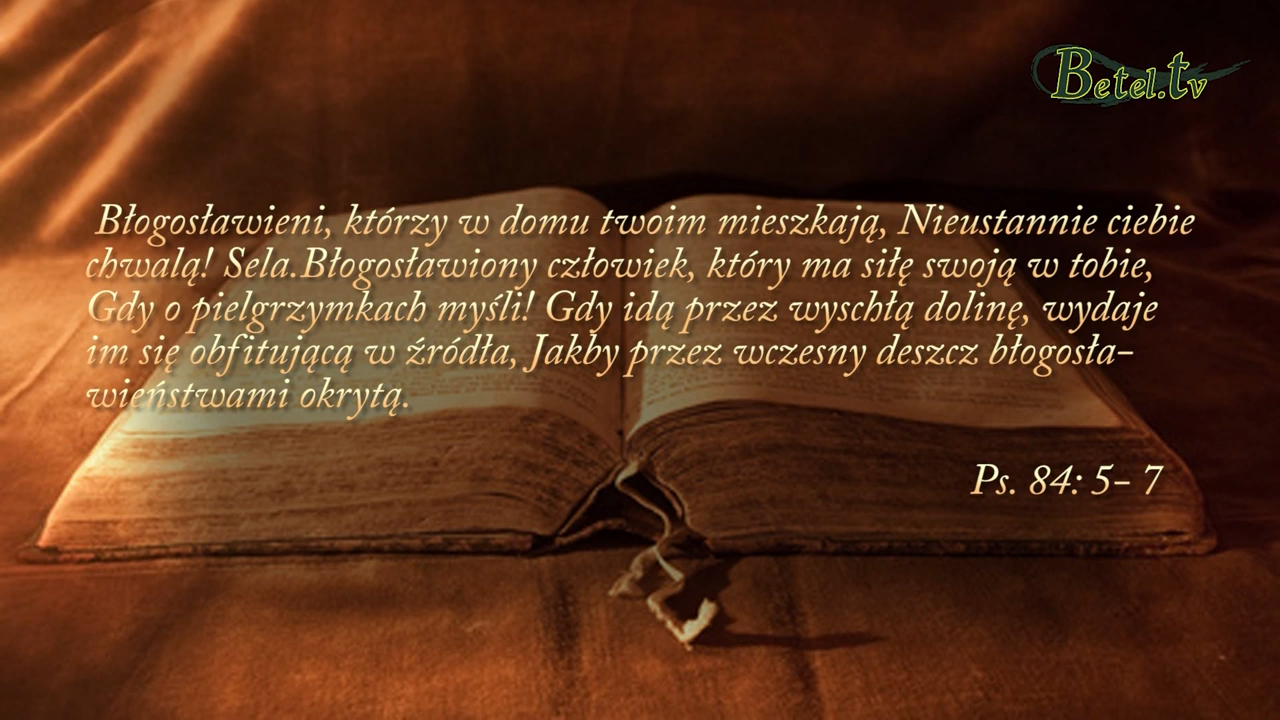 Betel.tv
Błogosławieni, którzy w domu twoim mieszkają, Nieustannie ciebie
chwalą! Sela.Błogosławiony człowiek, który ma siłę swoją w tobie,
Gdy o pielgrzymkach myśli! Gdy idą przez wyschłą dolinę, wydaje
im się obfitującą w źródła, Jakby przez wczesny deszcz błogosła-
wieństwami okrytą.
Ps. 84: 5- 7